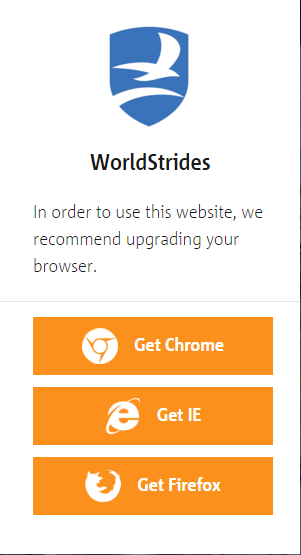 WorldStrides
In order to use this website, we
recommend upgrading your
browser.
Get Chrome
Get IE
Get Firefox